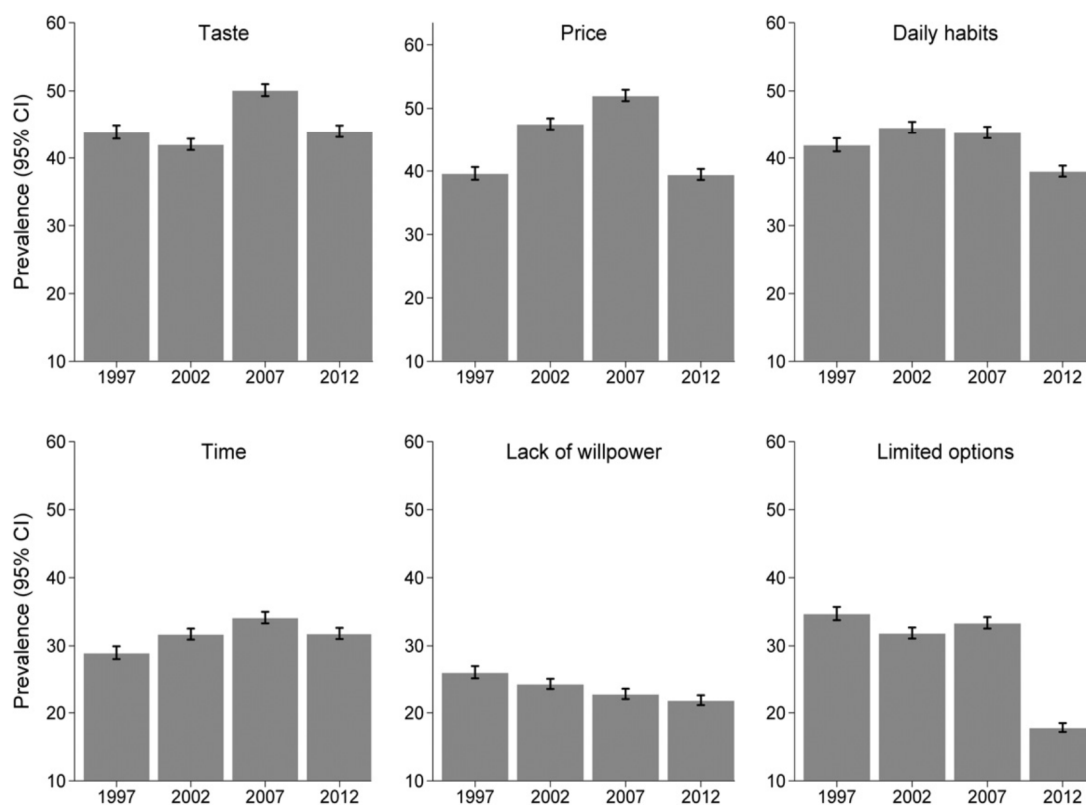 Taste
Prevalence (95% CI)
60
50
40
30
20
10
1997 2002 2007 2012
Price
60
50
40
30
20
10
1997 2002 2007 2012
Daily habits
60
50
40
30
20
10
1997 2002 2007 2012
Time
Prevalence (95% CI)
60
50
40
30
20
10
1997 2002 2007 2012
Lack of willpower
60
50
40
30
20
10
1997 2002 2007 2012
Limited options
60
50
40
30
20
10
1997 2002 2007 2012